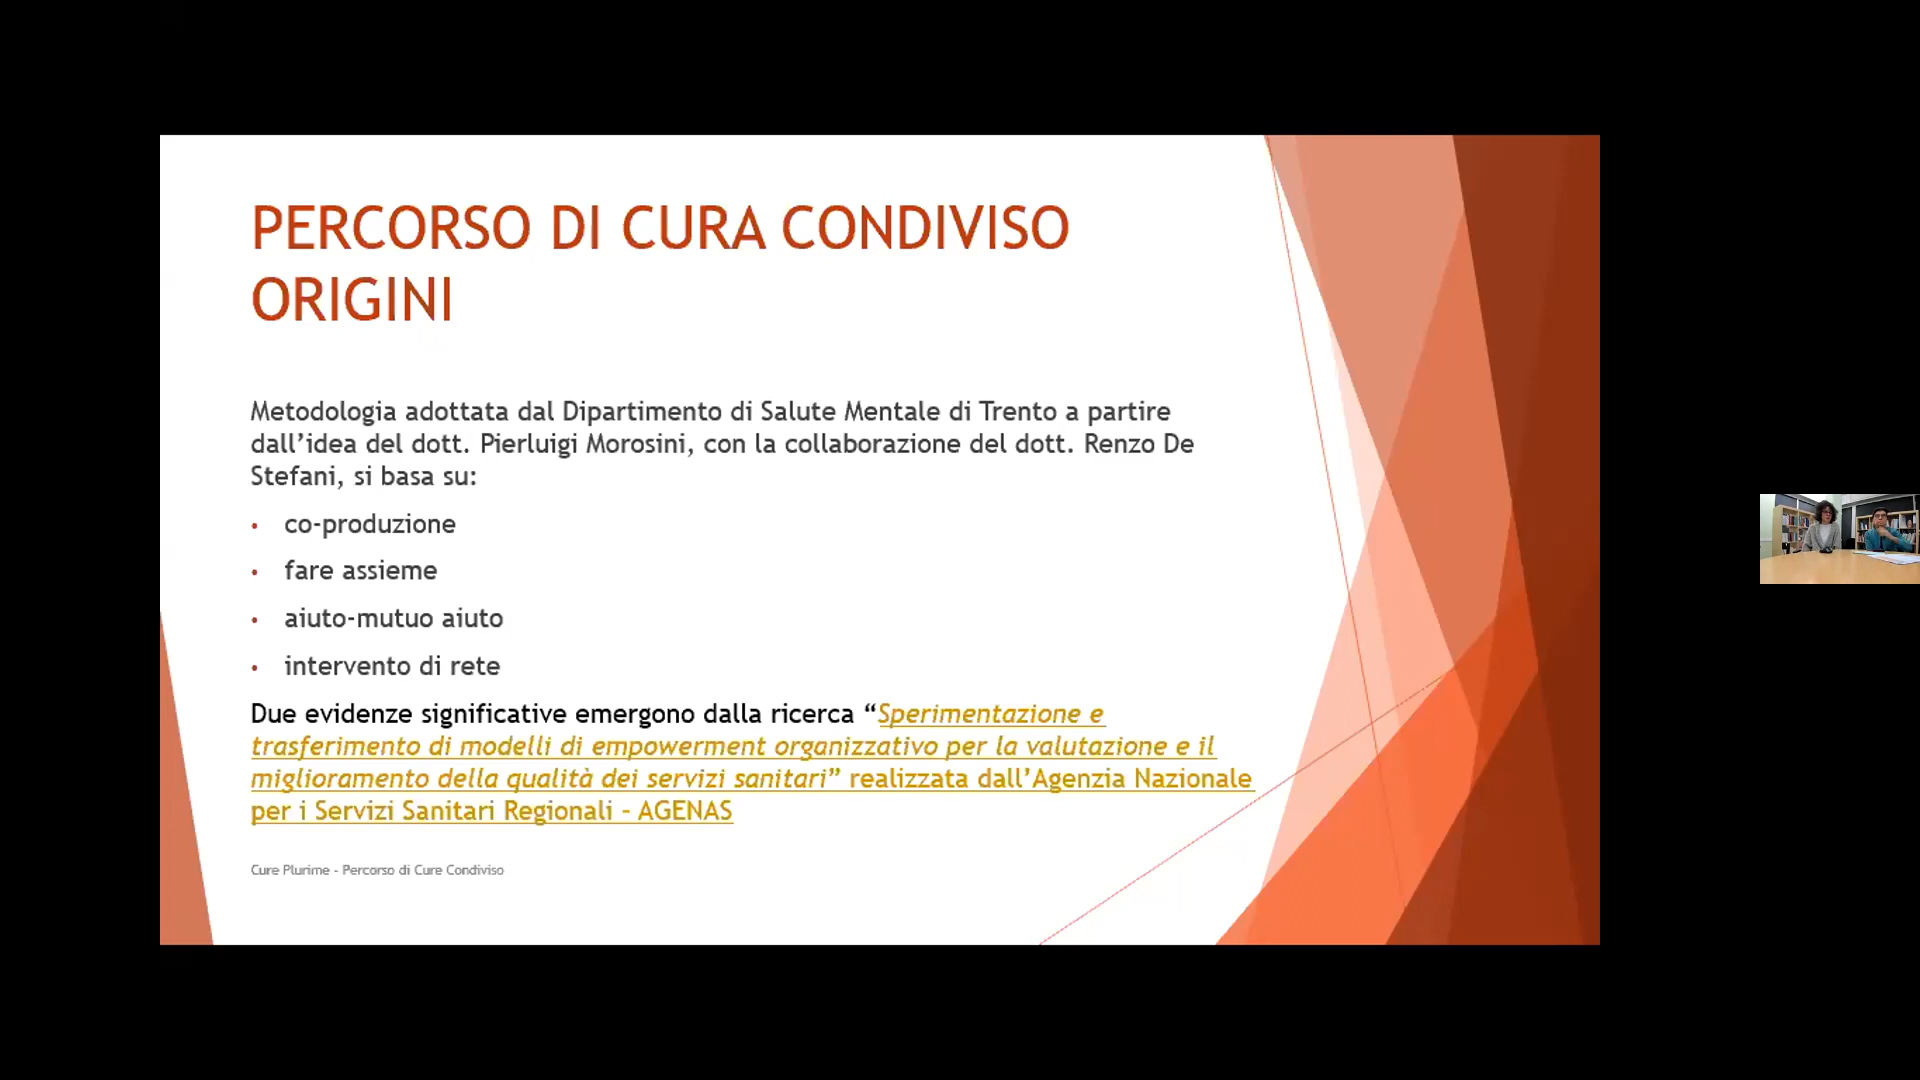 PERCORSO DI CURA CONDIVISO
ORIGINI
Metodologia adottata dal Dipartimento di Salute Mentale di Trento a partire
dall’idea del dott. Pierluigi Morosini, con la collaborazione del dott. Renzo De
Stefani, si basa su:
• co-produzione
• fare assieme
• aiuto-mutuo aiuto
• intervento di rete
Due evidenze significative emergono dalla ricerca “Sperimentazione e
trasferimento di modelli di empowerment organizzativo per la valutazione e il
miglioramento della qualità dei servizi sanitari” realizzata dall’Agenzia Nazionale
per i Servizi Sanitari Regionali – AGENAS
Cure Plurime - Percorso di Cure Condiviso